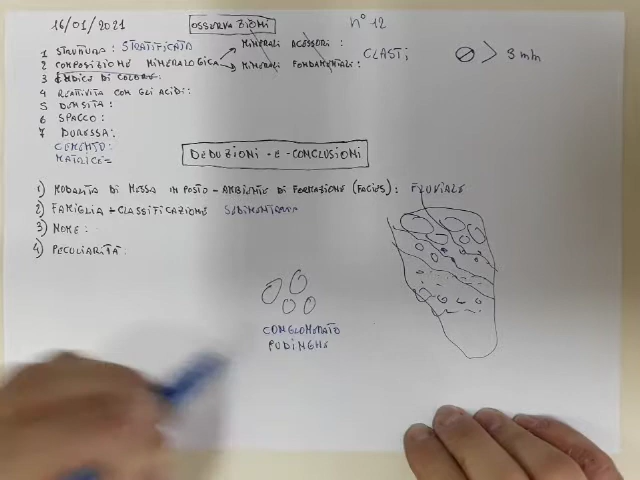 16/01/2021 OSSERVAZIONI n° 12
1 STRUTTURA: STRATIFICATA
2 COMPOSIZIONE MINERALOGICA MINERALI ACCESSORI:
MINERALI FONDAMENTALI: CLASTI ⌀ > 3 mm
3 INDICE DI COLORE:
4 REATTIVITÀ CON GLI ACIDI:
5 DENSITÀ:
6 SPACCO:
7 DUREZZA:
CEMENTO:
MATRICE=
DEDUZIONI E CONCLUSIONI
1) MODALITÀ DI MESSA IN POSTO - AMBIENTE DI FORMAZIONE (FACIES): FLUVIALE
2) FAMIGLIA + CLASSIFICAZIONE SEDIMENTARIA
3) NOME:
4) PECULIARITÀ:
CONGLOMERATO
PUDINGHE